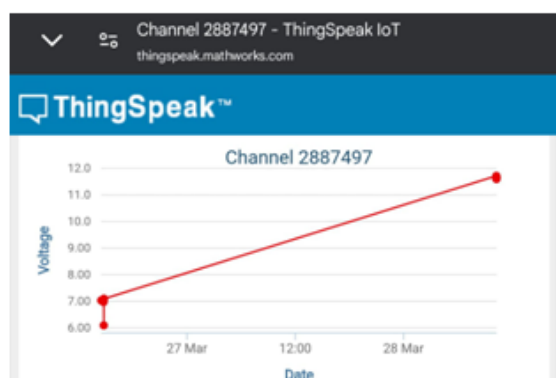 Channel 2887497 - ThingSpeak IoT
thingspeak.mathworks.com
ThingSpeak™
Channel 2887497
12.0
11.0
10.0
9.00
8.00
7.00
6.00
Voltage
27 Mar 12:00 28 Mar
Date